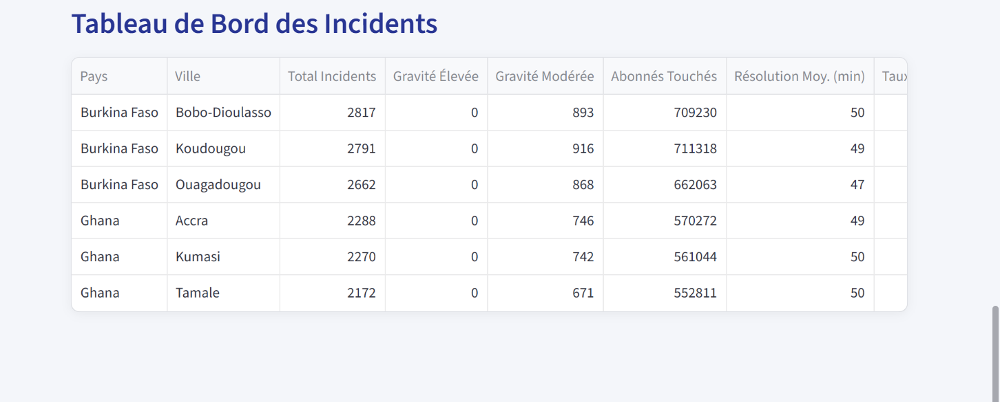 Tableau de Bord des Incidents
Pays Ville Total Incidents Gravité Élevée Gravité Modérée Abonnés Touchés Résolution Moy. (min) Taux
Burkina Faso Bobo-Dioulasso 2817 0 893 709230 50
Burkina Faso Koudougou 2791 0 916 711318 49
Burkina Faso Ouagadougou 2662 0 868 662063 47
Ghana Accra 2288 0 746 570272 49
Ghana Kumasi 2270 0 742 561044 50
Ghana Tamale 2172 0 671 552811 50